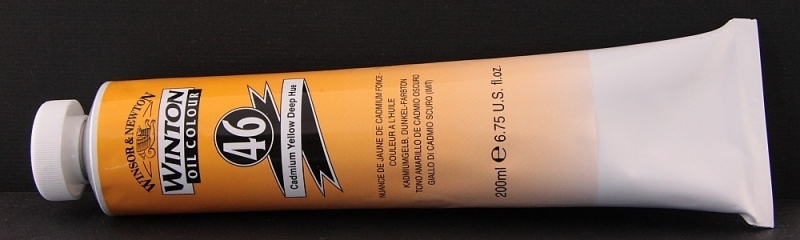 WINSOR & NEWTON
WINTON
OIL COLOUR
46
Cadmium Yellow Deep Hue
NUANCE DE JAUNE DE CADMIUM FONCE-
COULEUR A L'HUILE
KADMIUMGELB, DUNKEL-FARBTON
TONO AMARILLO DE CADMIO OSCURO
GIALLO DI CADMIO SCURO (IMIT)
200ml ℮ 6.75 U.S. fl.oz.